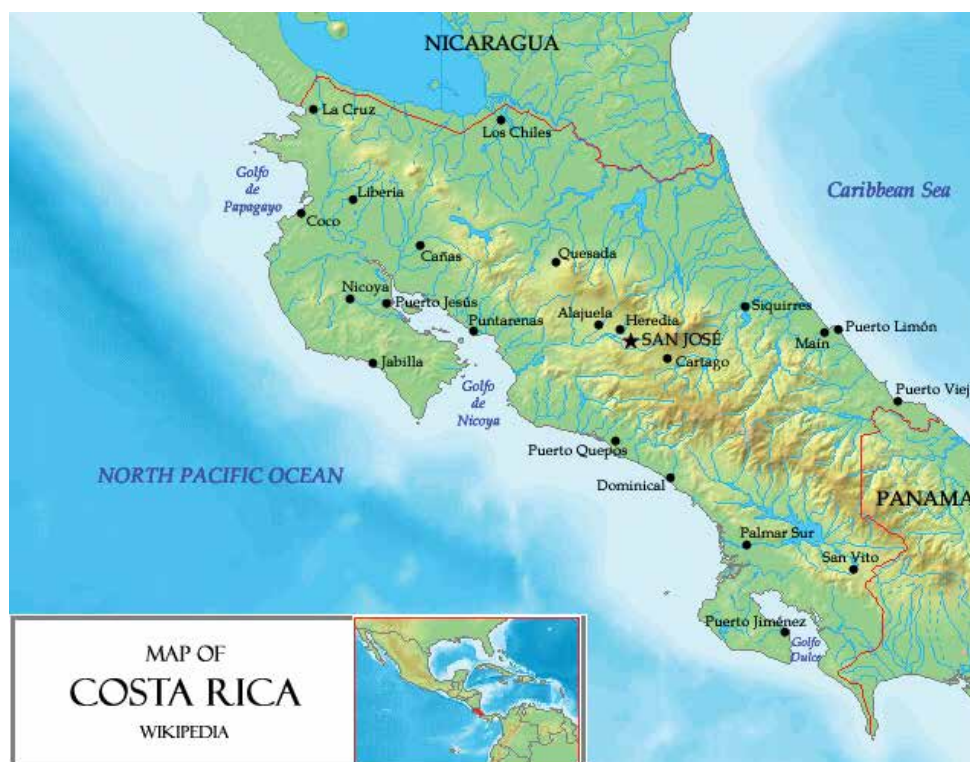 NICARAGUA
La Cruz
Los Chiles
Golfo
de
Papagayo
Liberia
Coco
Caribbean Sea
Cañas
Quesada
Nicoya
Puerto Jesús
Puntarenas
Alajuela
Heredia
SAN JOSÉ
Siquirres
Puerto Limón
Maín
Cartago
Jabilla
Golfo
de
Nicoya
Puerto Viej
Puerto Quepos
NORTH PACIFIC OCEAN
Dominical
PANAMA
Palmar Sur
San Vito
Puerto Jiménez
Golfo
Dulce
MAP OF
COSTA RICA
WIKIPEDIA